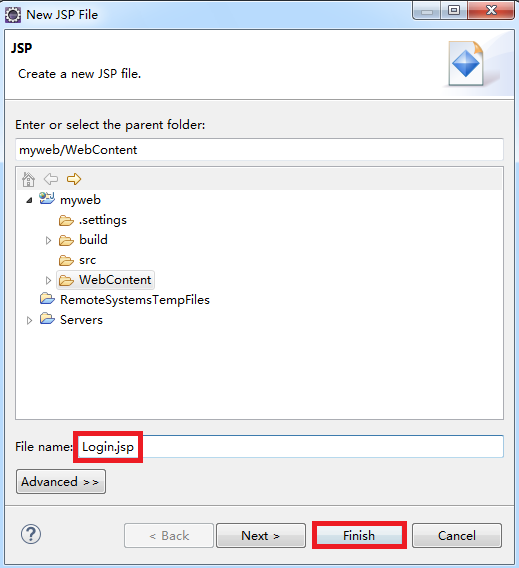 New JSP File
JSP
Create a new JSP file.
Enter or select the parent folder:
myweb/WebContent
myweb
.settings
build
src
WebContent
RemoteSystemsTempFiles
Servers
File name: Login.jsp
Advanced >>
? < Back Next > Finish Cancel